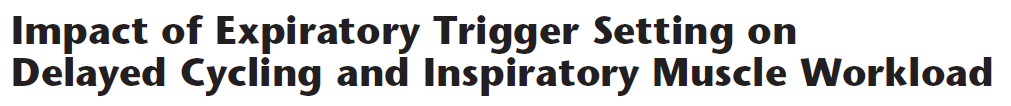 Impact of Expiratory Trigger Setting on
Delayed Cycling and Inspiratory Muscle Workload